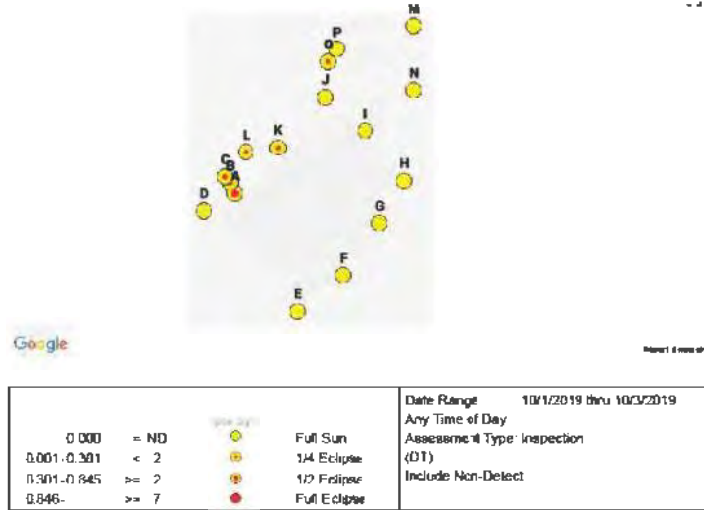 M
P
O
N
J
I
L
K
C
B
A
H
D
G
F
E
Google
0.000 = ND Full Sun
0.001-0.301 < 2 1/4 Eclipse
0.301-0.845 >= 2 1/2 Eclipse
0.846- >= 7 Full Eclipse
Date Range 10/1/2019 thru 10/3/2019
Any Time of Day
Assessment Type: Inspection
(OT)
Include Non-Detect